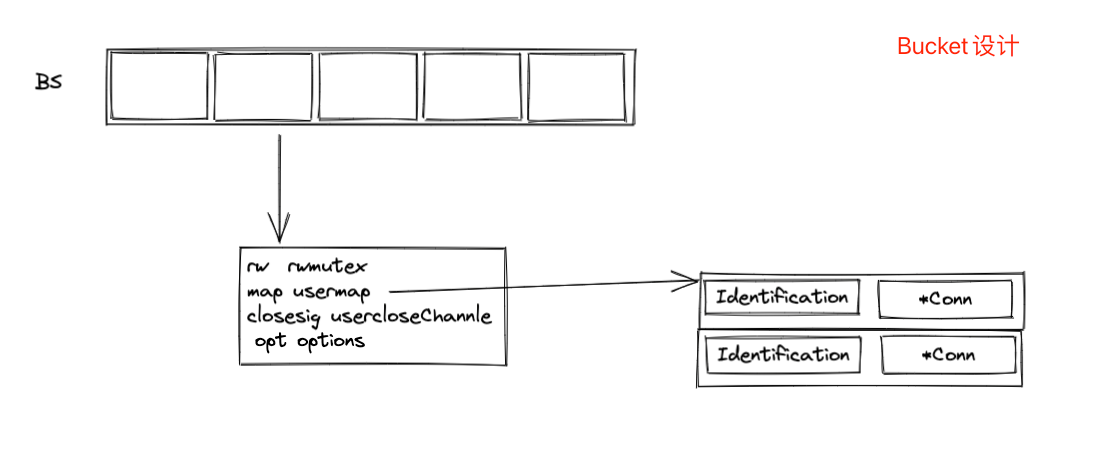 Bucket 设计
BS
rw rwmutex
map usermap
closesig usercloseChannle
opt options
Identification *Conn
Identification *Conn